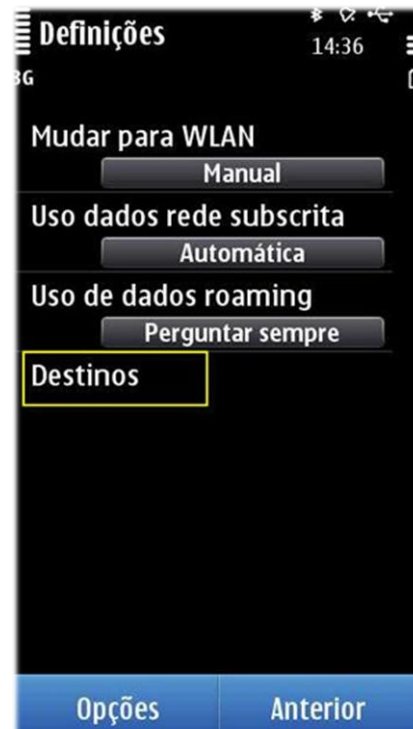 Definições
14:36
3G
Mudar para WLAN
Manual
Uso dados rede subscrita
Automática
Uso de dados roaming
Perguntar sempre
Destinos
Opções Anterior